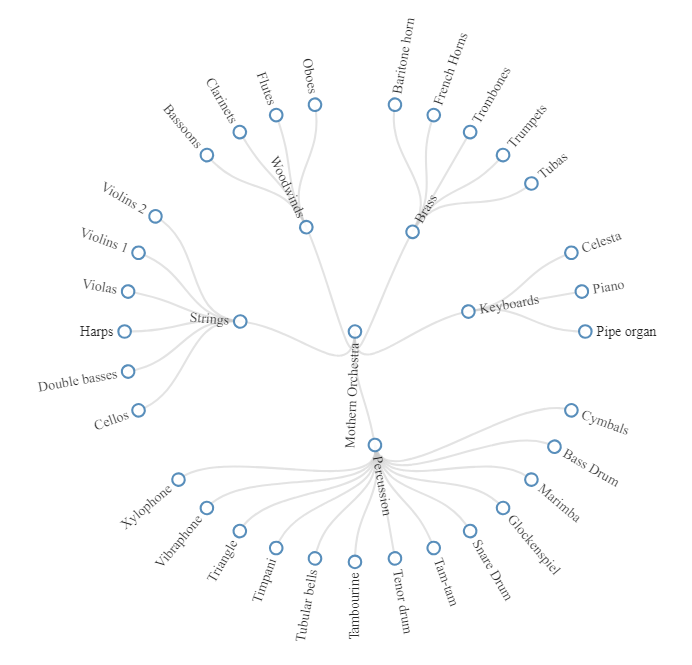 Mothern Orchestra
Woodwinds
Bassoons
Clarinets
Flutes
Oboes
Brass
Baritone horn
French Horns
Trombones
Trumpets
Tubas
Keyboards
Celesta
Piano
Pipe organ
Percussion
Cymbals
Bass Drum
Marimba
Glockenspiel
Snare Drum
Tam-tam
Tenor drum
Tambourine
Tubular bells
Timpani
Triangle
Vibraphone
Xylophone
Strings
Cellos
Double basses
Harps
Violas
Violins 1
Violins 2